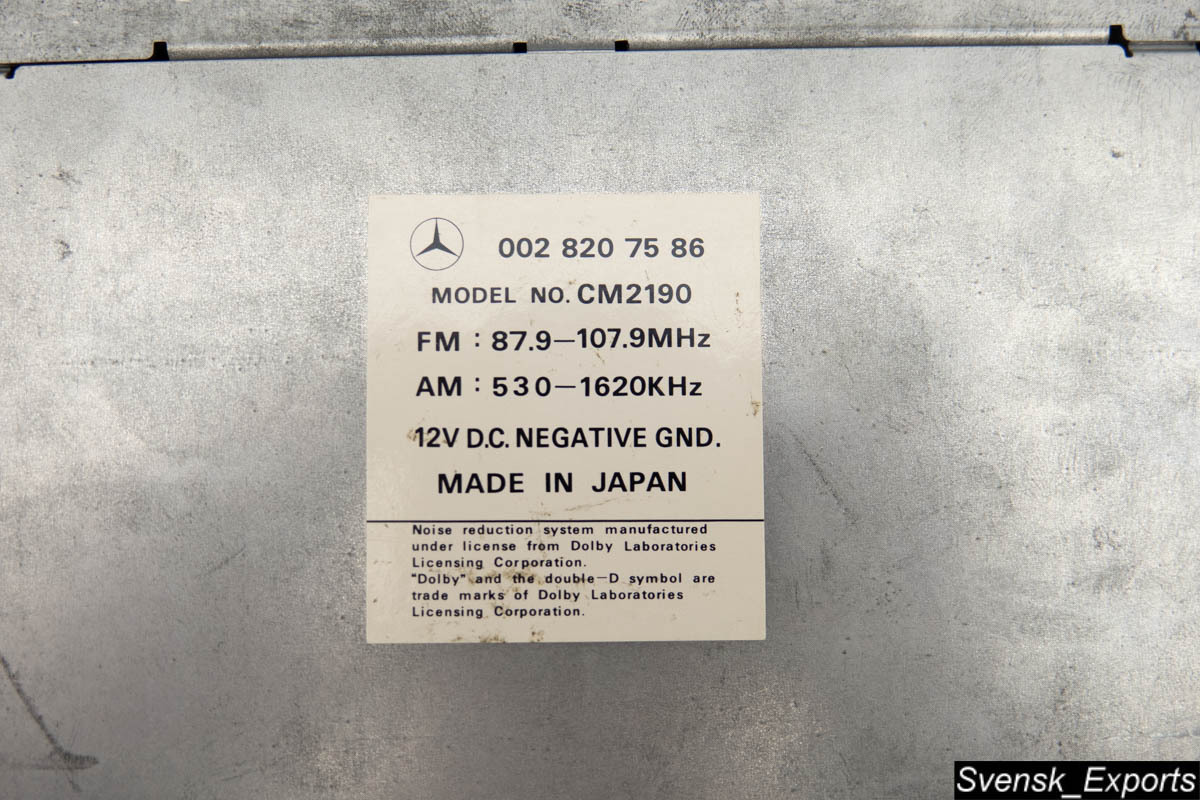 002 820 75 86
MODEL NO. CM2190
FM : 87.9—107.9MHz
AM : 530—1620KHz
12V D.C. NEGATIVE GND.
MADE IN JAPAN
Noise reduction system manufactured
under license from Dolby Laboratories
Licensing Corporation.
"Dolby" and the double—D symbol are
trade marks of Dolby Laboratories
Licensing Corporation.
Svensk_Exports